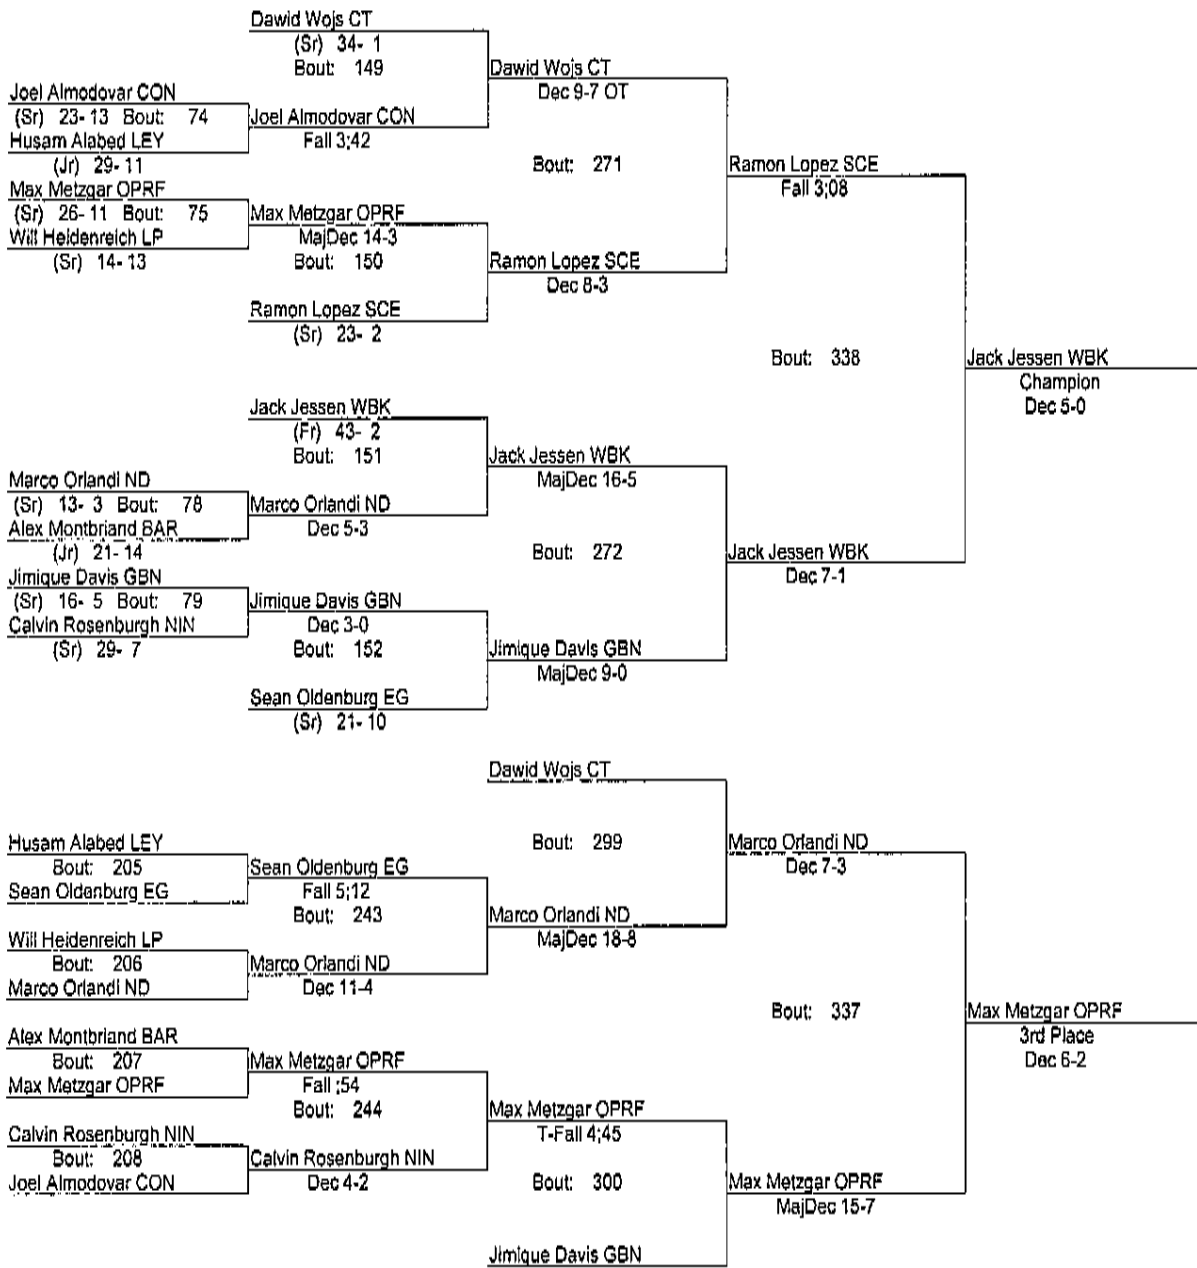 Dawid Wojs CT
(Sr) 34- 1
Bout: 149
Dawid Wojs CT
Dec 9-7 OT
Joel Almodovar CON
(Sr) 23- 13 Bout: 74
Joel Almodovar CON
Fall 3;42
Husam Alabed LEY
(Jr) 29- 11
Bout: 271
Ramon Lopez SCE
Fall 3;08
Max Metzgar OPRF
(Sr) 26- 11 Bout: 75
Max Metzgar OPRF
MajDec 14-3
Will Heidenreich LP
(Sr) 14- 13
Bout: 150
Ramon Lopez SCE
Dec 8-3
Ramon Lopez SCE
(Sr) 23- 2
Bout: 338
Jack Jessen WBK
Champion
Dec 5-0
Jack Jessen WBK
(Fr) 43- 2
Bout: 151
Jack Jessen WBK
MajDec 16-5
Marco Orlandi ND
(Sr) 13- 3 Bout: 78
Marco Orlandi ND
Dec 5-3
Alex Montbriand BAR
(Jr) 21- 14
Bout: 272
Jack Jessen WBK
Dec 7-1
Jimique Davis GBN
(Sr) 16- 5 Bout: 79
Jimique Davis GBN
Dec 3-0
Calvin Rosenburgh NIN
(Sr) 29- 7
Bout: 152
Jimique Davis GBN
MajDec 9-0
Sean Oldenburg EG
(Sr) 21- 10
Dawid Wojs CT
Bout: 299
Marco Orlandi ND
Dec 7-3
Husam Alabed LEY
Bout: 205
Sean Oldenburg EG
Sean Oldenburg EG
Fall 5;12
Bout: 243
Marco Orlandi ND
MajDec 18-8
Will Heidenreich LP
Bout: 206
Marco Orlandi ND
Marco Orlandi ND
Dec 11-4
Bout: 337
Max Metzgar OPRF
3rd Place
Dec 6-2
Alex Montbriand BAR
Bout: 207
Max Metzgar OPRF
Max Metzgar OPRF
Fall ;54
Bout: 244
Max Metzgar OPRF
T-Fall 4;45
Calvin Rosenburgh NIN
Bout: 208
Joel Almodovar CON
Calvin Rosenburgh NIN
Dec 4-2
Bout: 300
Max Metzgar OPRF
MajDec 15-7
Jimique Davis GBN